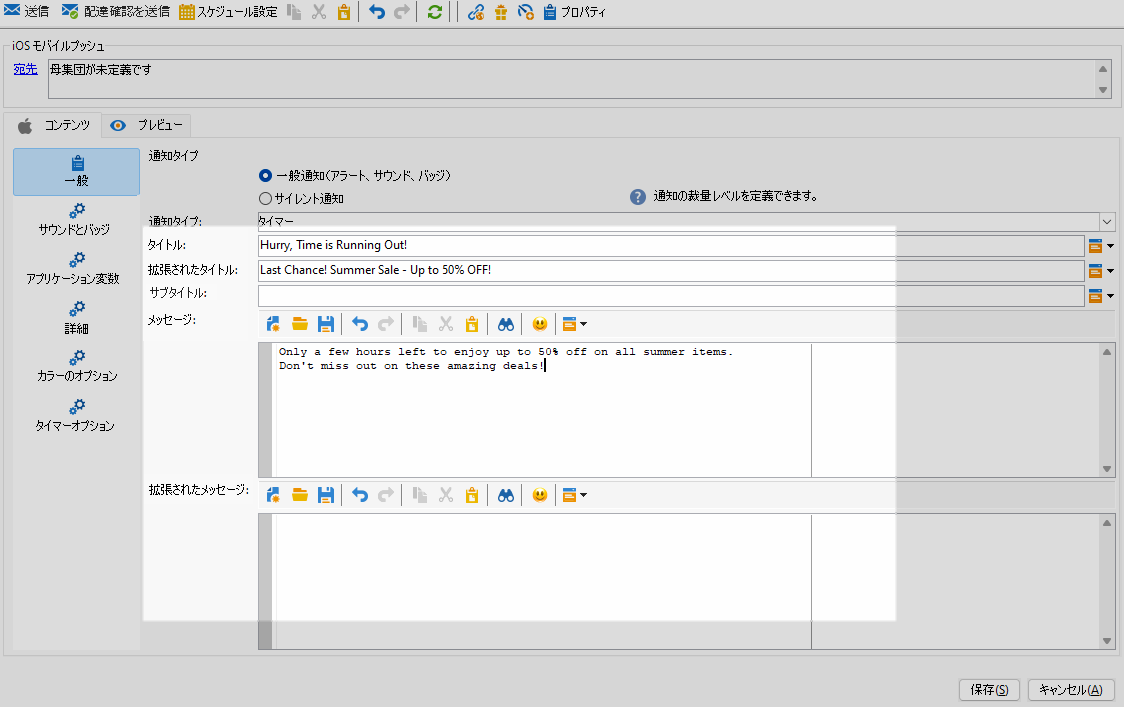 送信 配達確認を送信 スケジュール設定 プロパティ
iOS モバイルプッシュ
宛先 母集団が未定義です
コンテンツ プレビュー
一般
サウンドとバッジ
アプリケーション変数
詳細
カラーのオプション
タイマーオプション
通知タイプ
一般通知(アラート、サウンド、バッジ)
サイレント通知 ? 通知の裁量レベルを定義できます。
通知タイプ: タイマー
タイトル: Hurry, Time is Running Out!
拡張されたタイトル: Last Chance! Summer Sale - Up to 50% OFF!
サブタイトル:
メッセージ:
Only a few hours left to enjoy up to 50% off on all summer items.
Don't miss out on these amazing deals!
拡張されたメッセージ:
保存(S) キャンセル(A)